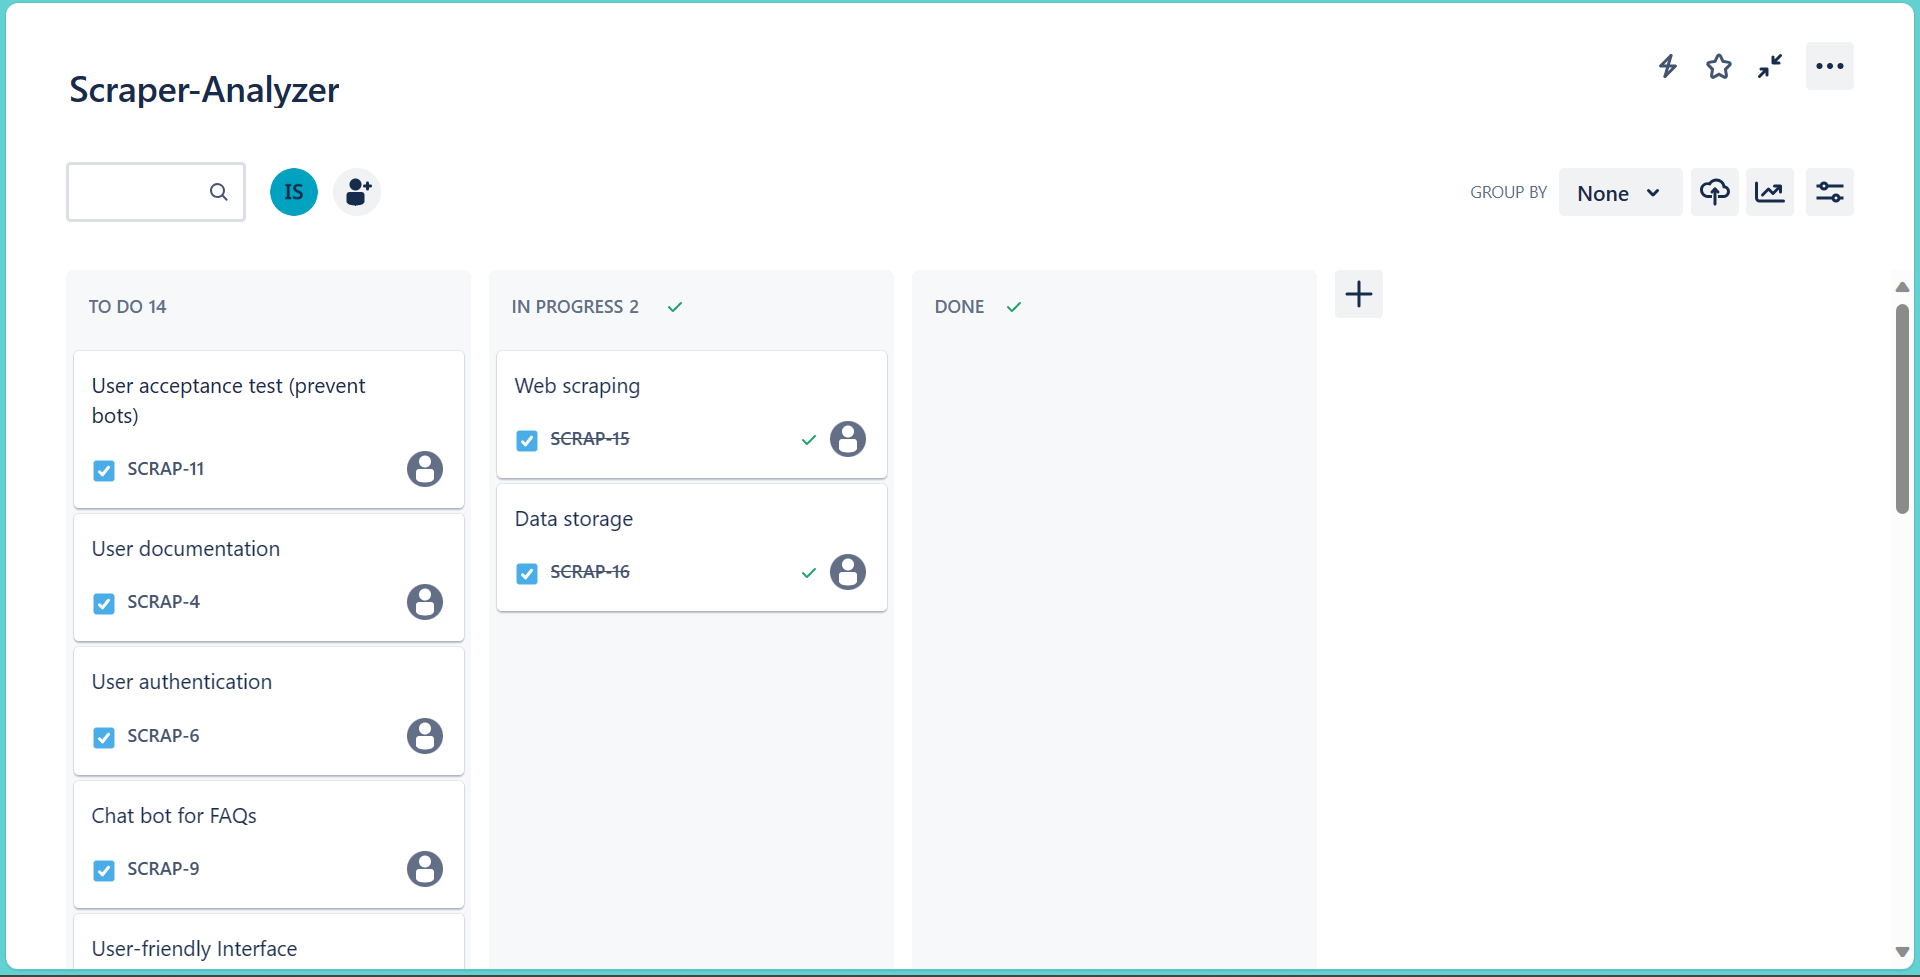 Scraper-Analyzer
IS
GROUP BY
None
TO DO 14
User acceptance test (prevent
bots)
SCRAP-11
User documentation
SCRAP-4
User authentication
SCRAP-6
Chat bot for FAQs
SCRAP-9
User-friendly Interface
IN PROGRESS 2
Web scraping
SCRAP-15
Data storage
SCRAP-16
DONE